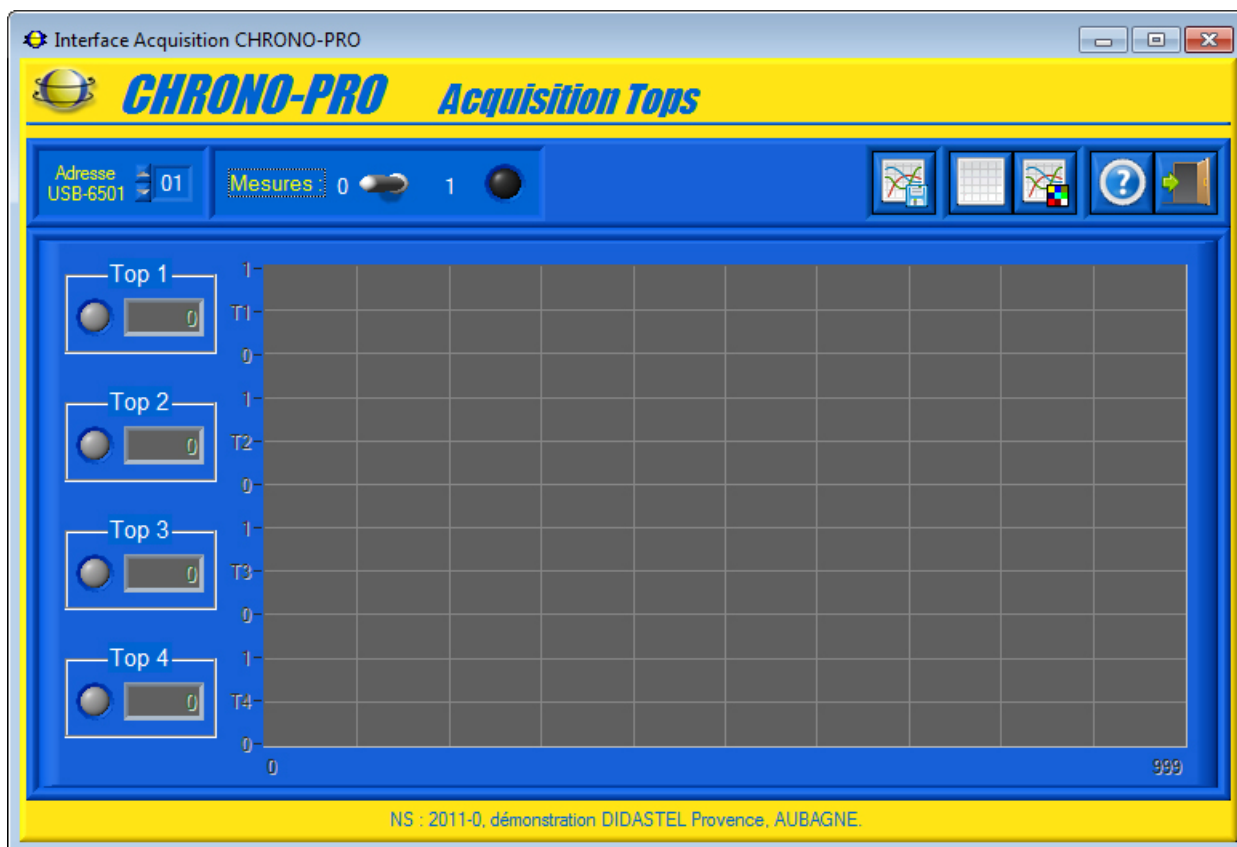 Interface Acquisition CHRONO-PRO
CHRONO-PRO Acquisition Tops
Adresse
USB-6501
01
Mesures : 0 1
?
Top 1
0
1
T1
0
Top 2
0
1
T2
0
Top 3
0
1
T3
0
Top 4
0
1
T4
0
0 999
NS : 2011-0, démonstration DIDASTEL Provence, AUBAGNE.